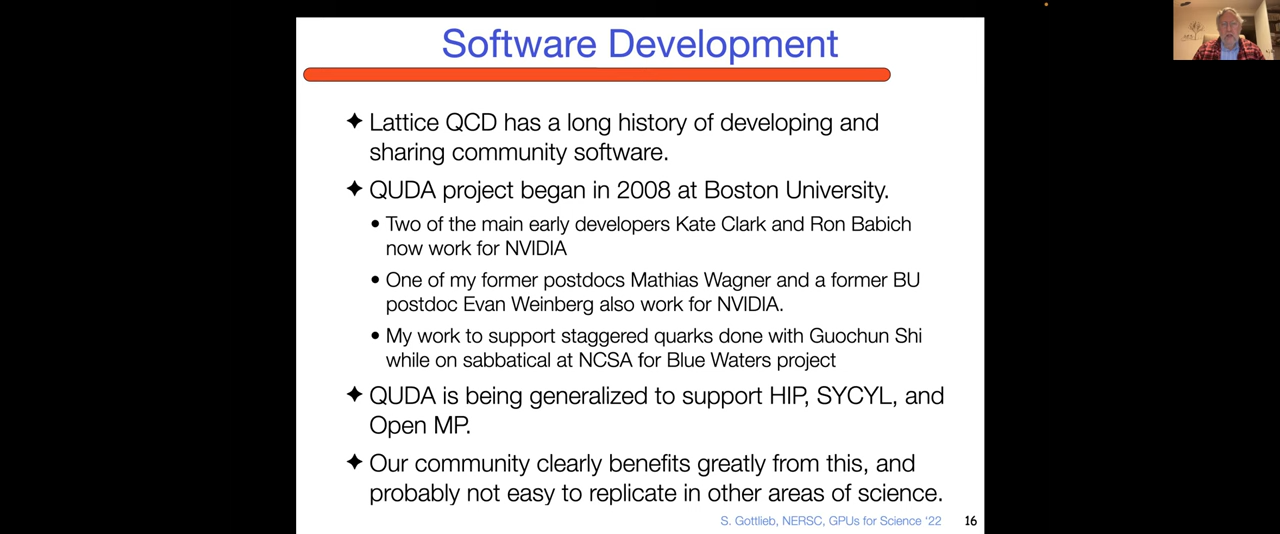 Software Development
✦ Lattice QCD has a long history of developing and
sharing community software.
✦ QUDA project began in 2008 at Boston University.
• Two of the main early developers Kate Clark and Ron Babich
now work for NVIDIA
• One of my former postdocs Mathias Wagner and a former BU
postdoc Evan Weinberg also work for NVIDIA.
• My work to support staggered quarks done with Guochun Shi
while on sabbatical at NCSA for Blue Waters project
✦ QUDA is being generalized to support HIP, SYCYL, and
Open MP.
✦ Our community clearly benefits greatly from this, and
probably not easy to replicate in other areas of science.
S. Gottlieb, NERSC, GPUs for Science ‘22 16